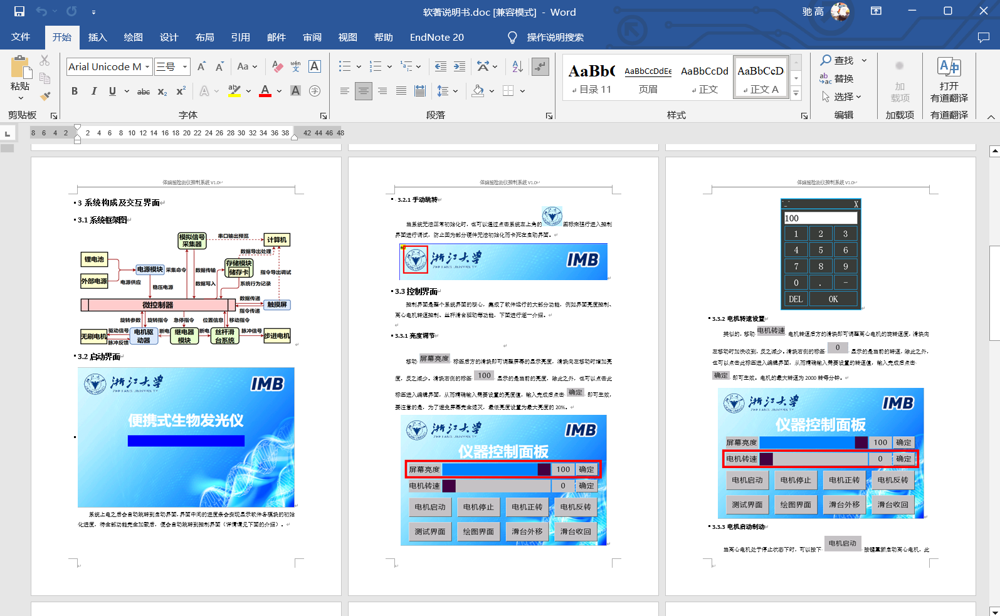 软著说明书.doc [兼容模式] - Word
驰 高
文件 开始 插入 绘图 设计 布局 引用 邮件 审阅 视图 帮助 EndNote 20 操作说明搜索
粘贴
剪贴板
Arial Unicode M 三号
Aa wén 文 A
B I U abc x₂ x² A aby A A 字
字体
段落
AaBbC AaBbCcDdEe AaBbCcDd AaBbCcD
目录 11 页眉 正文 正文 A
样式
查找
替换
选择
编辑
加载项
加载项
打开有道翻译
有道翻译
8 6 4 2 2 4 6 8 10 12 14 16 18 20 22 24 26 28 30 32 34 36 38 42 44 46 48
体细胞检测仪控制系统 V1.0
3 系统构成及交互界面
3.1 系统框架图
模拟信号采集器
串口输出预览
计算机
数据导出处理
锂电池
外部电源
电源模块
电源供应
采集命令
稳压电源
数据传输
数据写入
存储模块
储存卡
系统行为记录
指令导出调试
微控制器
数据传递
指令传递
触摸屏
旋转参数 旋转指令 急停指令 位置信息 移动指令
无刷电机
驱动信号
脉冲反馈
电机驱动器
断电
继电器模块
断电
丝杆滑台系统
脉冲信号
步进电机
3.2 启动界面
浙江大学
ZHEJIANG UNIVERSITY
IMB
便携式生物发光仪
系统上电之后会自动跳转到启动界面,界面中间的进度条会实现显示软件各模块的初始
化进度，待全部功能完全加载后，便会自动跳转到控制界面（详情请见下面的介绍）。
体细胞检测仪控制系统 V1.0
3.2.1 手动跳转
当系统无法正常初始化时，也可以通过点击系统左上角的 图标来强行进入控制
界面进行调试，防止因为部分硬件无法初始化而卡死在启动界面。
浙江大学
ZHEJIANG UNIVERSITY
IMB
3.3 控制界面
控制界面是整个系统界面的核心，集成了软件运行的大部分功能，例如界面亮度控制、
离心电机转速控制、丝杆滑台驱动等功能，下面进行逐一介绍。
3.3.1 亮度调节
移动 屏幕亮度 标签后方的滑块即可调整屏幕的显示亮度，滑块向左移动时增加亮
度，反之减少。滑块右侧的标签 100 显示的是当前的亮度，除此之外，也可以点击此
标签进入编辑界面，从而精确输入需要设置的亮度值，输入完成后点击 确定 即可生效，
要注意的是，为了避免屏幕完全熄灭，最低亮度设置为最大亮度的 20%。
浙江大学
ZHEJIANG UNIVERSITY
IMB
仪器控制面板
屏幕亮度 100 确定
电机转速 0 确定
电机启动 电机停止 电机正转 电机反转
测试界面 绘图界面 滑台外移 滑台收回
体细胞检测仪控制系统 V1.0
X
100
1 2 3
4 5 6
7 8 9
0 . -
DEL OK
3.3.2 电机转速设置
类似的，移动 电机转速 电机转速后方的滑块即可调整离心电机的旋转速度，滑块向
左移动时加快收到，反之减少。滑块右侧的标签 0 显示的是当前的转速，除此之外，
也可以点击此标签进入编辑界面，从而精确输入需要设置的转速值，输入完成后点击
确定 即可生效。电机的最大转速为 2000 转每分钟。
浙江大学
ZHEJIANG UNIVERSITY
IMB
仪器控制面板
屏幕亮度 100 确定
电机转速 0 确定
电机启动 电机停止 电机正转 电机反转
测试界面 绘图界面 滑台外移 滑台收回
3.3.3 电机启动制动
当离心电机处于停止状态下时，可以按下 电机启动 按键重新启动离心电机，此